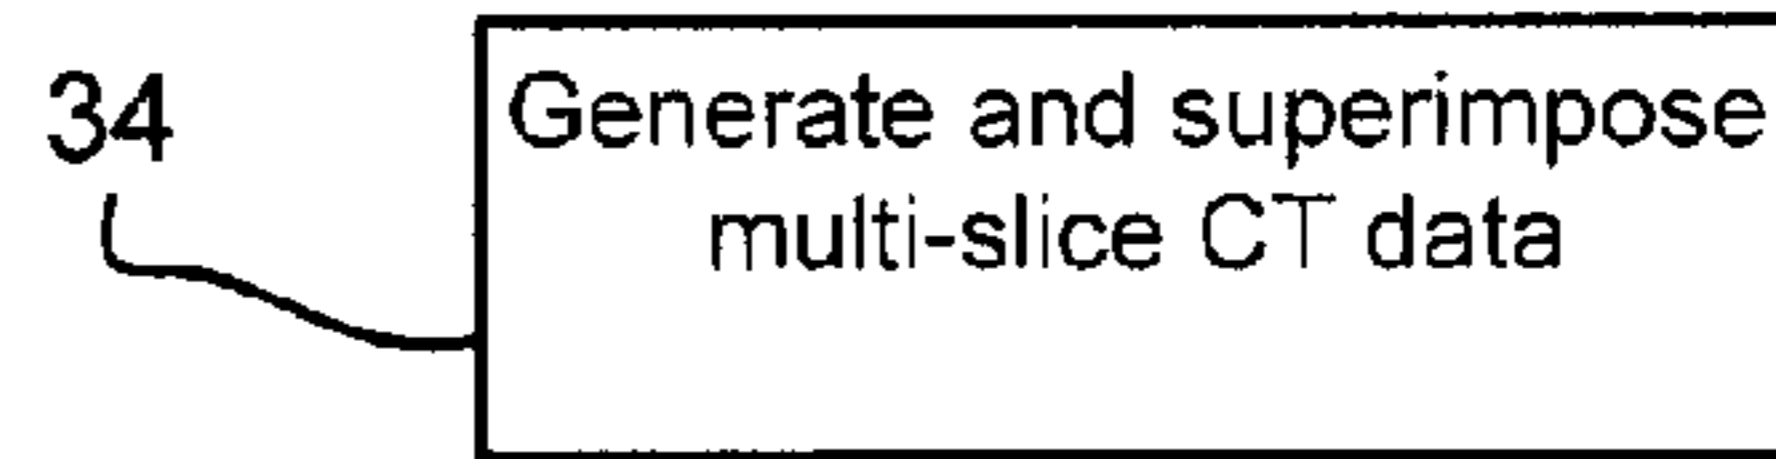 34
Generate and superimpose
multi-slice CT data